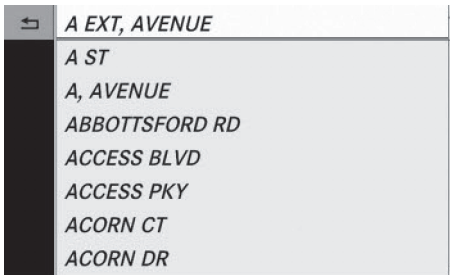 A EXT, AVENUE
A ST
A, AVENUE
ABBOTTSFORD RD
ACCESS BLVD
ACCESS PKY
ACORN CT
ACORN DR